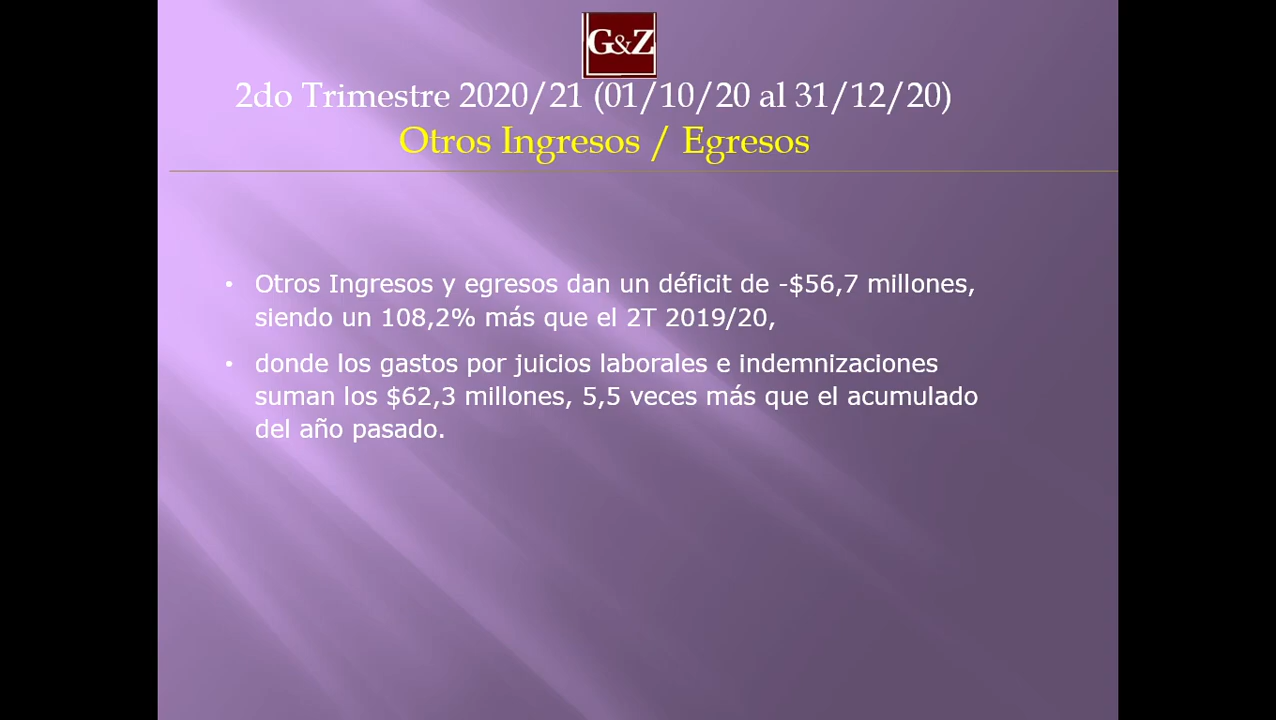 G&Z
2do Trimestre 2020/21 (01/10/20 al 31/12/20)
Otros Ingresos / Egresos
• Otros Ingresos y egresos dan un déficit de -$56,7 millones,
siendo un 108,2% más que el 2T 2019/20,
• donde los gastos por juicios laborales e indemnizaciones
suman los $62,3 millones, 5,5 veces más que el acumulado
del año pasado.